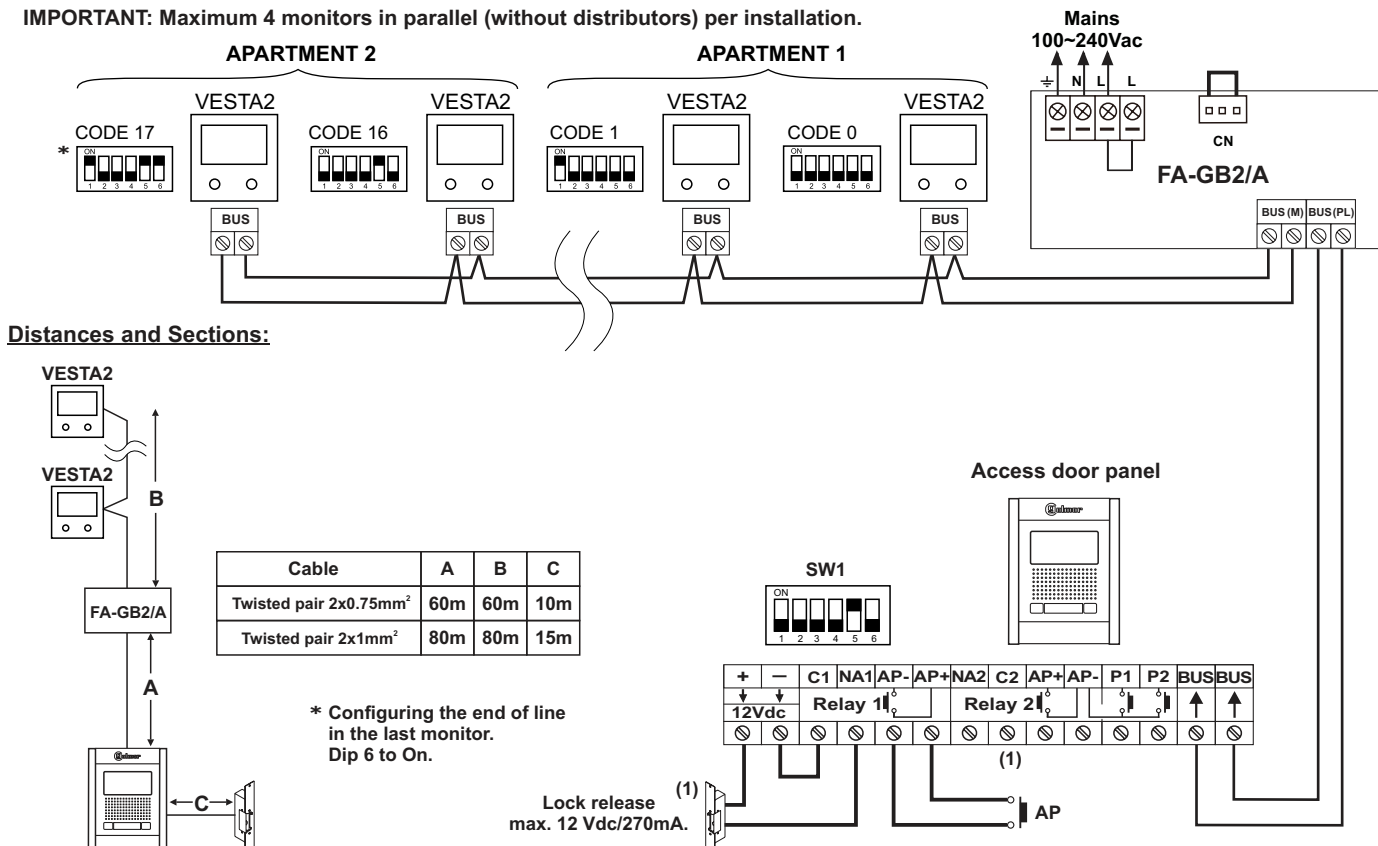 IMPORTANT: Maximum 4 monitors in parallel (without distributors) per installation.
Mains
100~240Vac
APARTMENT 2
APARTMENT 1
N L L
VESTA2
VESTA2
VESTA2
VESTA2
CODE 17
CODE 16
CODE 1
CODE 0
*
ON
1 2 3 4 5 6
ON
1 2 3 4 5 6
ON
1 2 3 4 5 6
ON
1 2 3 4 5 6
CN
FA-GB2/A
BUS
BUS
BUS
BUS
BUS (M) BUS (PL)
Distances and Sections:
VESTA2
VESTA2
B
FA-GB2/A
A
Golmar
C
Cable A B C
Twisted pair 2x0.75mm² 60m 60m 10m
Twisted pair 2x1mm² 80m 80m 15m
* Configuring the end of line
in the last monitor.
Dip 6 to On.
Access door panel
Golmar
SW1
ON
1 2 3 4 5 6
+ − C1 NA1 AP- AP+ NA2 C2 AP+ AP- P1 P2 BUS BUS
12Vdc
Relay 1
Relay 2
(1)
(1)
Lock release
max. 12 Vdc/270mA.
AP